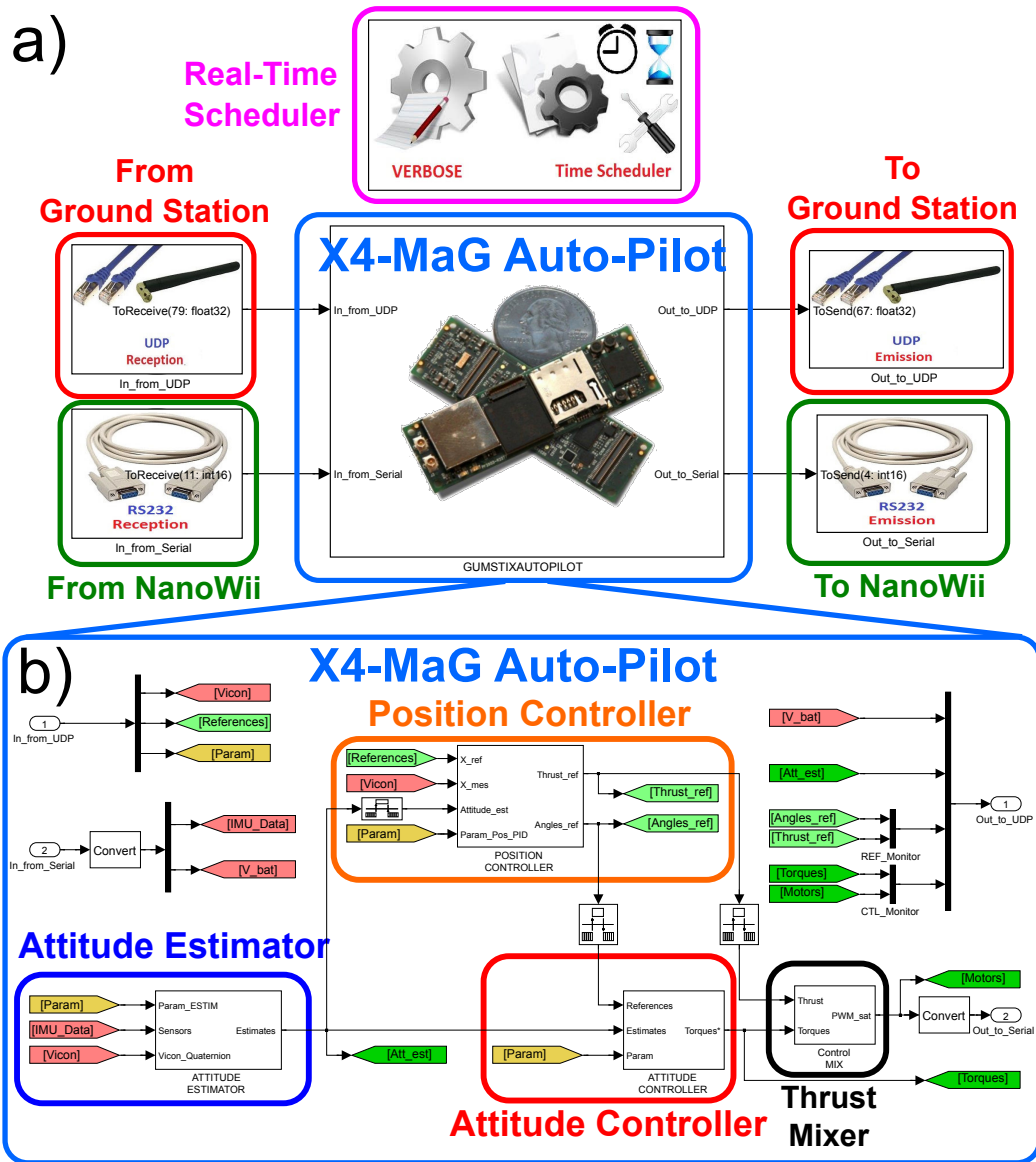 a)
Real-Time
Scheduler
VERBOSE
Time Scheduler
From
Ground Station
To
Ground Station
X4-MaG Auto-Pilot
ToReceive(79: float32)
UDP
Reception
In_from_UDP
In_from_UDP
Out_to_UDP
ToSend(67: float32)
UDP
Emission
Out_to_UDP
ToReceive(11: int16)
RS232
Reception
In_from_Serial
In_from_Serial
Out_to_Serial
ToSend(4: int16)
RS232
Emission
Out_to_Serial
GUMSTIXAUTOPILOT
From NanoWii
To NanoWii
b)
X4-MaG Auto-Pilot
1
In_from_UDP
[Vicon]
[References]
[Param]
2
In_from_Serial
Convert
[IMU_Data]
[V_bat]
Position Controller
[References]
[Vicon]
[Param]
X_ref
X_mes
Attitude_est
Param_Pos_PID
Thrust_ref
Angles_ref
POSITION
CONTROLLER
[Thrust_ref]
[Angles_ref]
[V_bat]
[Att_est]
[Angles_ref]
[Thrust_ref]
REF_Monitor
[Torques]
[Motors]
CTL_Monitor
1
Out_to_UDP
Attitude Estimator
[Param]
[IMU_Data]
[Vicon]
Param_ESTIM
Sensors
Vicon_Quaternion
Estimates
ATTITUDE
ESTIMATOR
[Att_est]
[Param]
References
Estimates
Param
Torques*
ATTITUDE
CONTROLLER
Attitude Controller
Thrust
Torques
PWM_sat
Control
MIX
Thrust
Mixer
[Motors]
Convert
2
Out_to_Serial
[Torques]